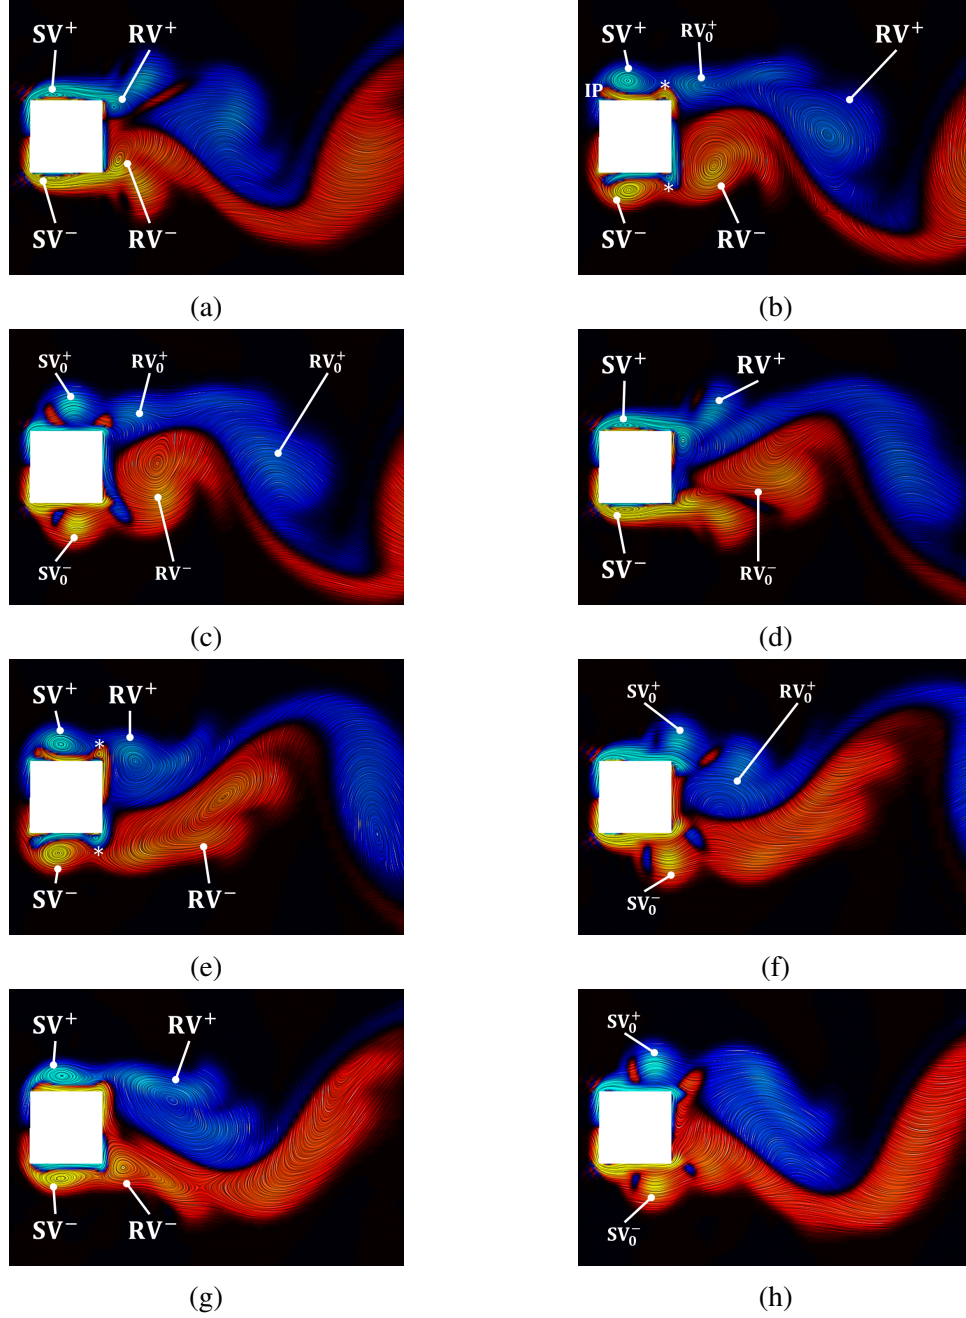 SV⁺ RV⁺
SV⁻ RV⁻
(a)
SV⁺ RV₀⁺ RV⁺
IP *
*
SV⁻ RV⁻
(b)
SV₀⁺ RV₀⁺ RV₀⁺
SV₀⁻ RV⁻
(c)
SV⁺ RV⁺
SV⁻ RV₀⁻
(d)
SV⁺ RV⁺
*
*
SV⁻ RV⁻
(e)
SV₀⁺ RV₀⁺
SV₀⁻
(f)
SV⁺ RV⁺
SV⁻ RV⁻
(g)
SV₀⁺
SV₀⁻
(h)